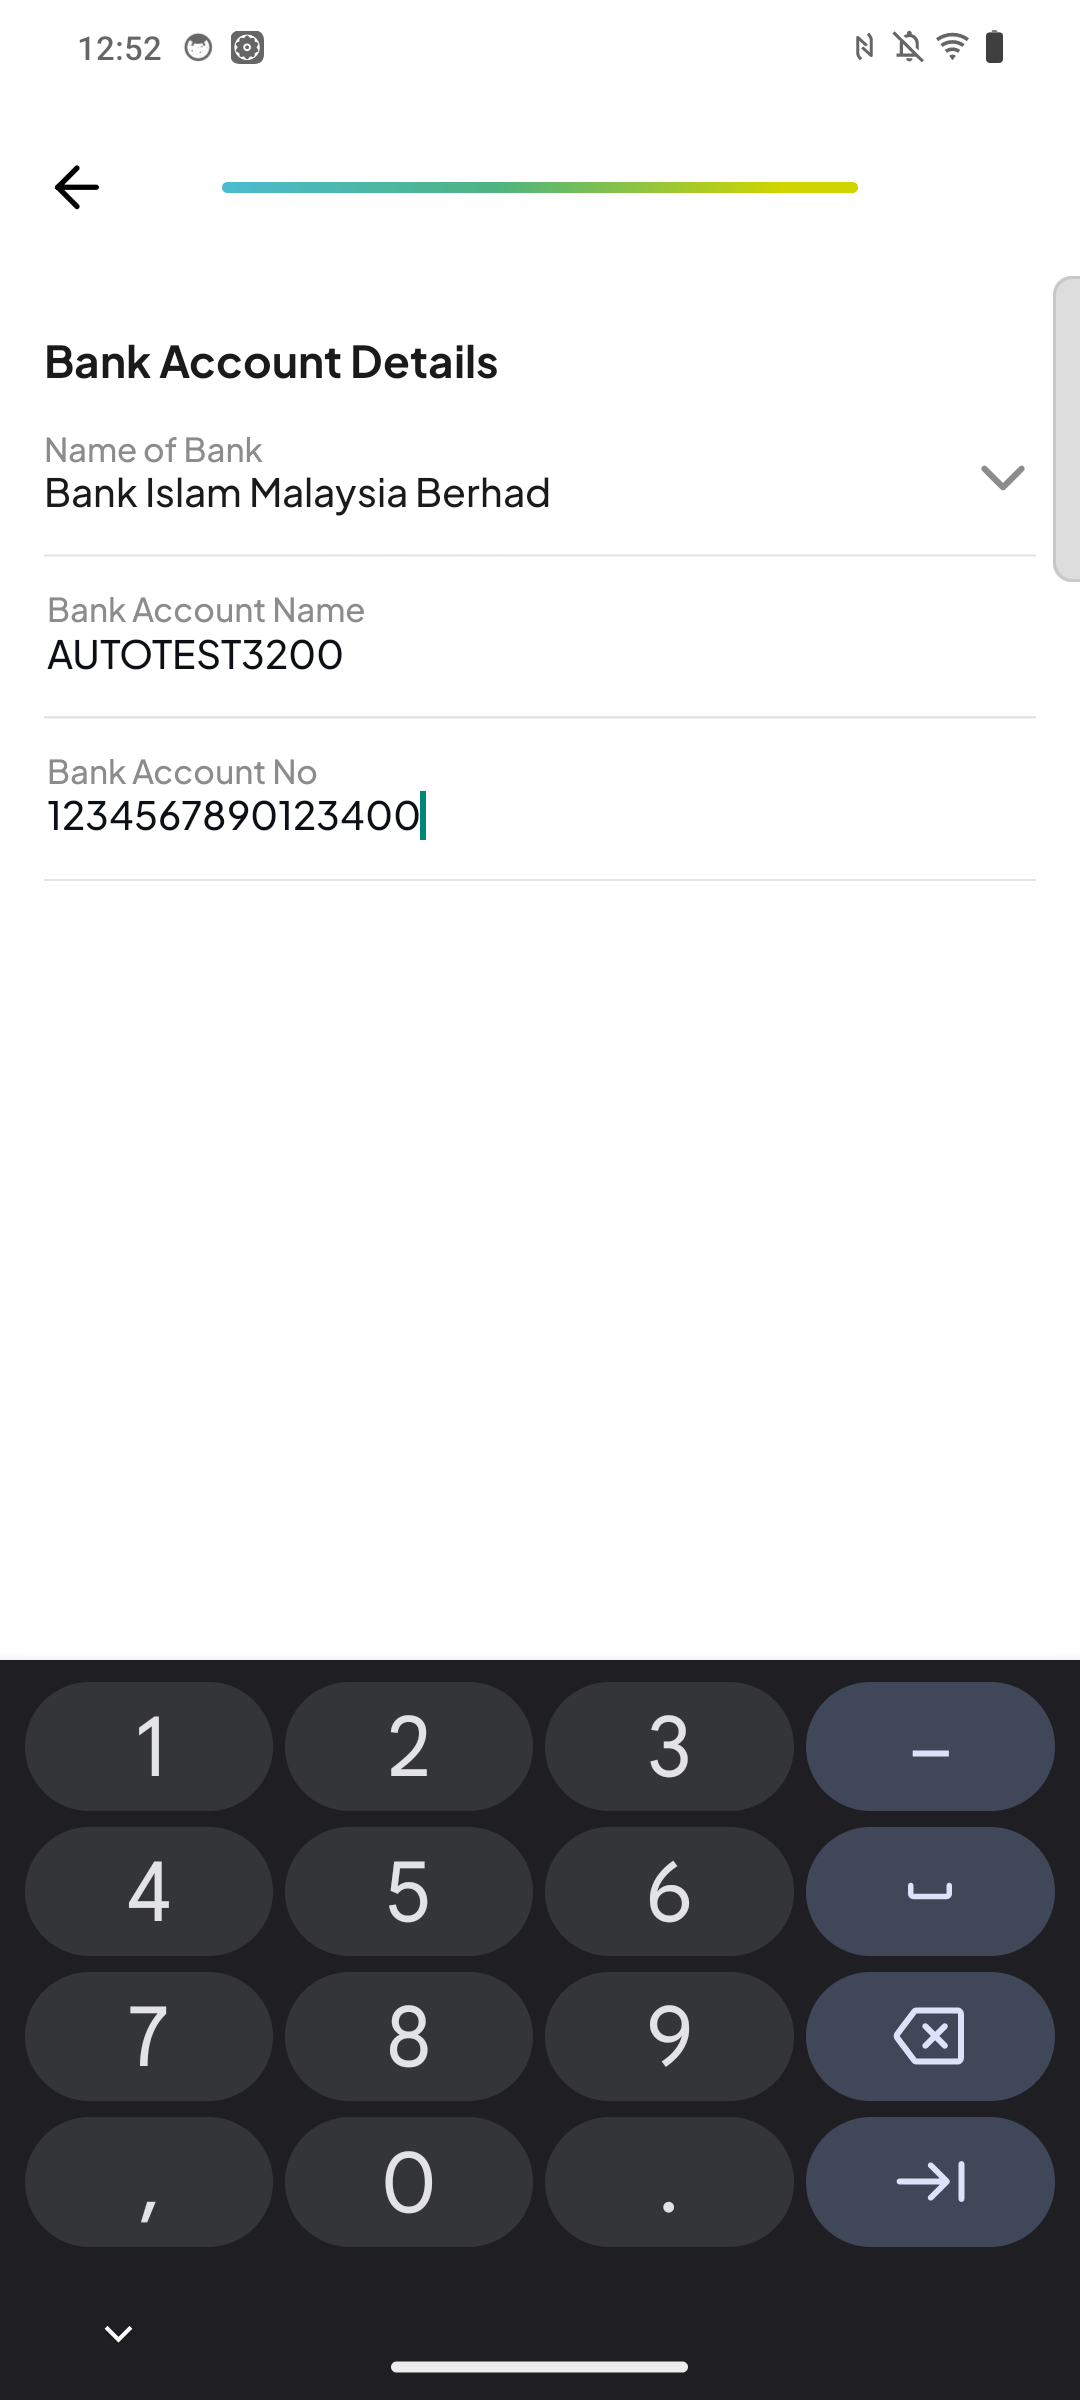 12:52
Bank Account Details
Name of Bank
Bank Islam Malaysia Berhad
Bank Account Name
AUTOTEST3200
Bank Account No
1234567890123400
1 2 3 –
4 5 6
7 8 9
, 0 .